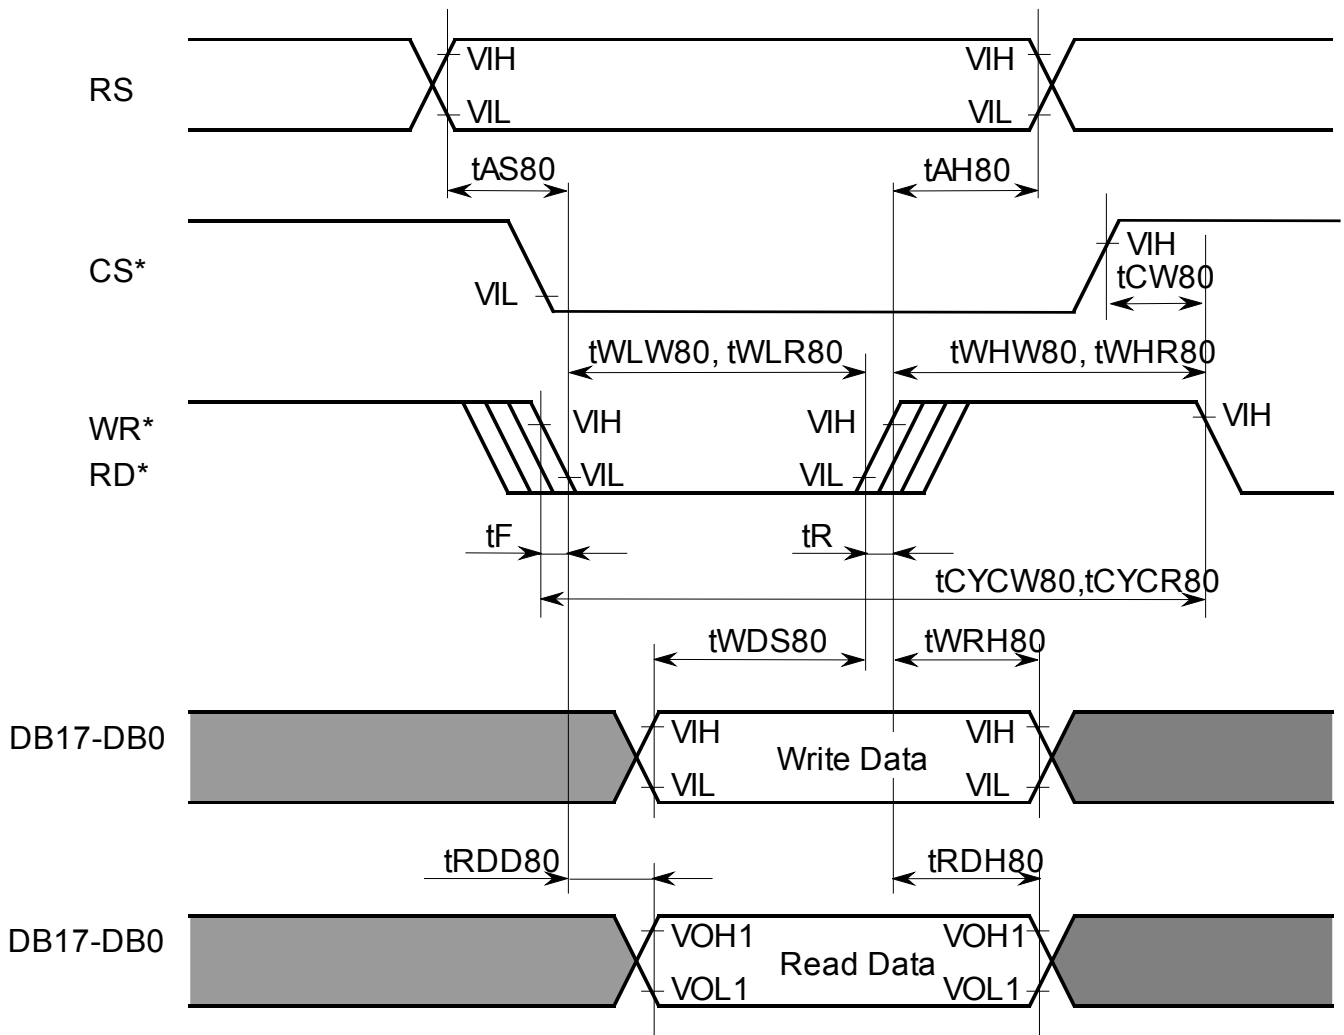 VIH VIH
RS
VIL VIL
tAS80 tAH80
VIH
CS*
tCW80
VIL
tWLW80, tWLR80 tWHW80, tWHR80
VIH VIH VIH
WR*
RD* VIL VIL
tF tR
tCYCW80,tCYCR80
tWDS80 tWRH80
DB17-DB0 VIH VIH
Write Data
VIL VIL
tRDD80 tRDH80
DB17-DB0 VOH1 VOH1
Read Data
VOL1 VOL1